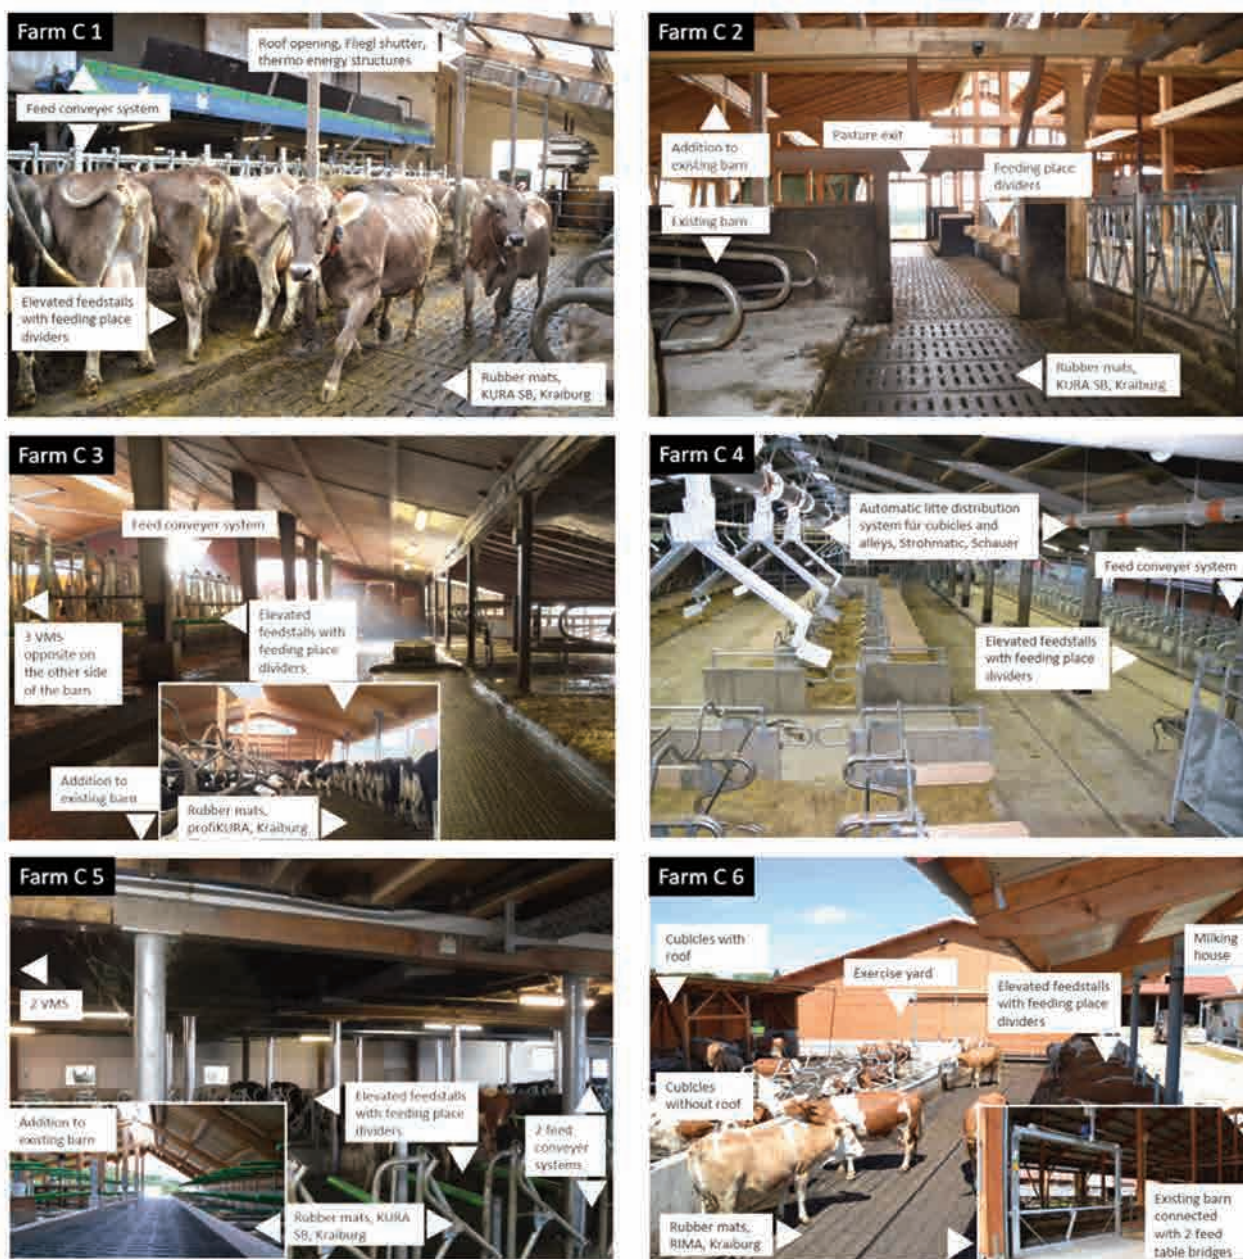 Farm C 1
Roof opening, Fliegl shutter,
thermo energy structures
Feed conveyer system
Elevated feedstalls
with feeding place
dividers
Rubber mats,
KURA SB, Kraiburg
Farm C 2
Addition to
existing barn
Pasture exit
Feeding place
dividers
Existing barn
Rubber mats,
KURA SB, Kraiburg
Farm C 3
Feed conveyer system
3 VMS
opposite on
the other side
of the barn
Elevated
feedstalls with
feeding place
dividers
Addition to
existing barn
Rubber mats,
profiKURA, Kraiburg
Farm C 4
Automatic litte distribution
system für cubicles and
alleys, Strohmatic, Schauer
Feed conveyer system
Elevated feedstalls
with feeding place
dividers
Farm C 5
2 VMS
Elevated feedstalls
with feeding place
dividers
Addition to
existing barn
2 feed
conveyer
systems
Rubber mats, KURA
SB, Kraiburg
Farm C 6
Cubicles with
roof
Exercise yard
Milking
house
Elevated feedstalls
with feeding place
dividers
Cubicles
without roof
Rubber mats,
RIMA, Kraiburg
Existing barn
connected
with 2 feed
table bridges